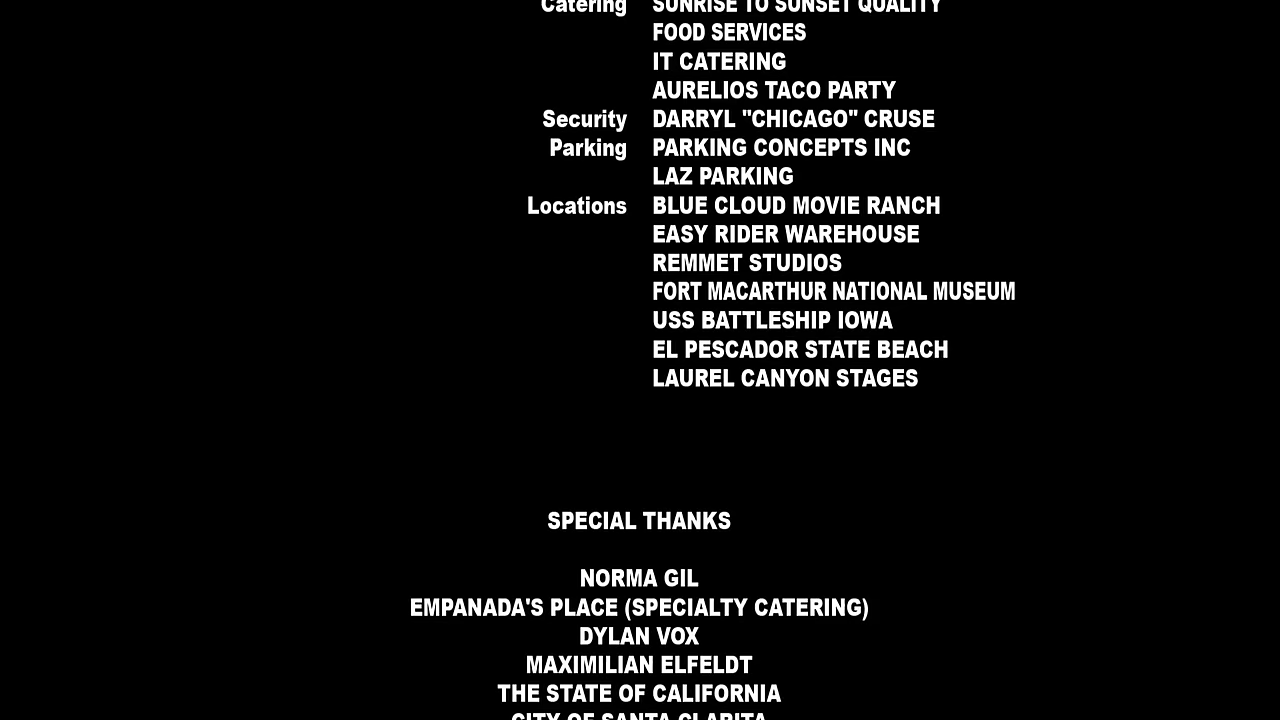 Catering SUNRISE TO SUNSET QUALITY
FOOD SERVICES
IT CATERING
AURELIOS TACO PARTY
Security DARRYL "CHICAGO" CRUSE
Parking PARKING CONCEPTS INC
LAZ PARKING
Locations BLUE CLOUD MOVIE RANCH
EASY RIDER WAREHOUSE
REMMET STUDIOS
FORT MACARTHUR NATIONAL MUSEUM
USS BATTLESHIP IOWA
EL PESCADOR STATE BEACH
LAUREL CANYON STAGES
SPECIAL THANKS
NORMA GIL
EMPANADA'S PLACE (SPECIALTY CATERING)
DYLAN VOX
MAXIMILIAN ELFELDT
THE STATE OF CALIFORNIA
CITY OF SANTA CLARITA